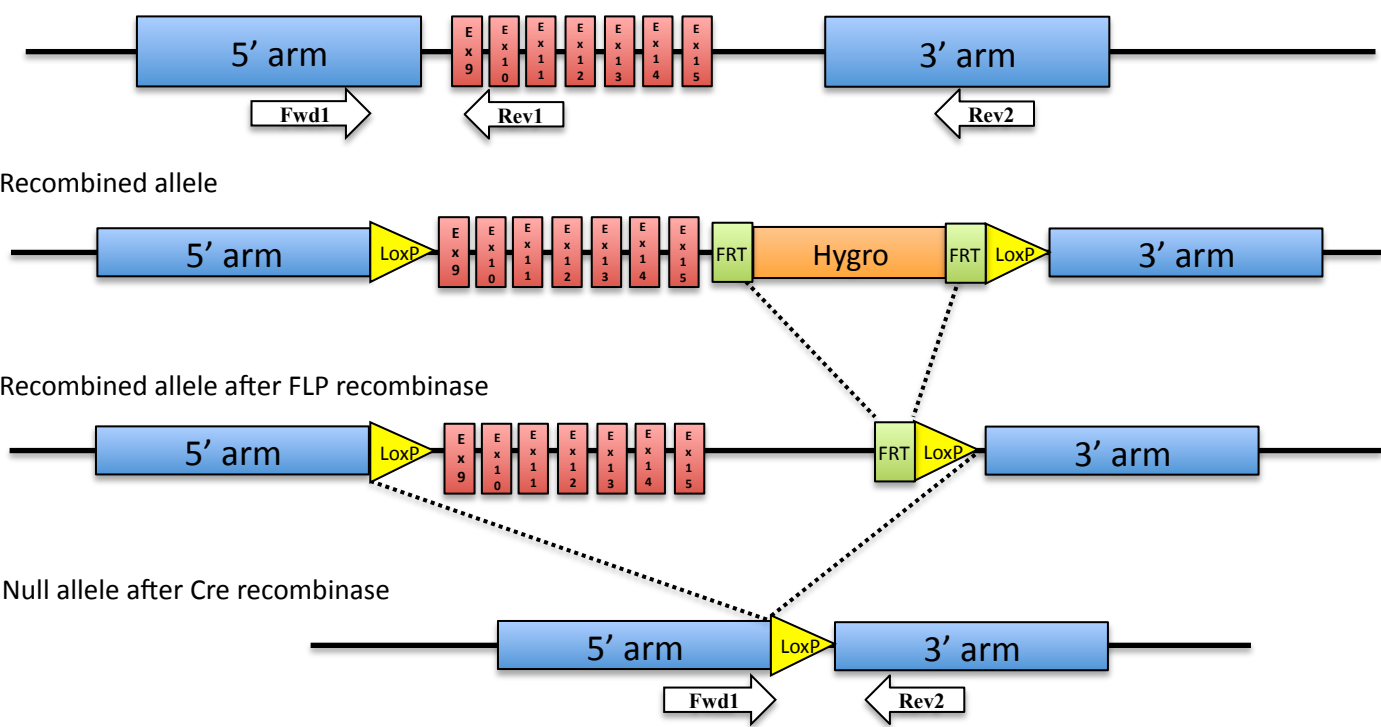 5’ arm Ex9 Ex10 Ex11 Ex12 Ex13 Ex14 Ex15 3’ arm
Fwd1 Rev1 Rev2
Recombined allele
5’ arm LoxP Ex9 Ex10 Ex11 Ex12 Ex13 Ex14 Ex15 FRT Hygro FRT LoxP 3’ arm
Recombined allele after FLP recombinase
5’ arm LoxP Ex9 Ex10 Ex11 Ex12 Ex13 Ex14 Ex15 FRT LoxP 3’ arm
Null allele after Cre recombinase
5’ arm LoxP 3’ arm
Fwd1 Rev2